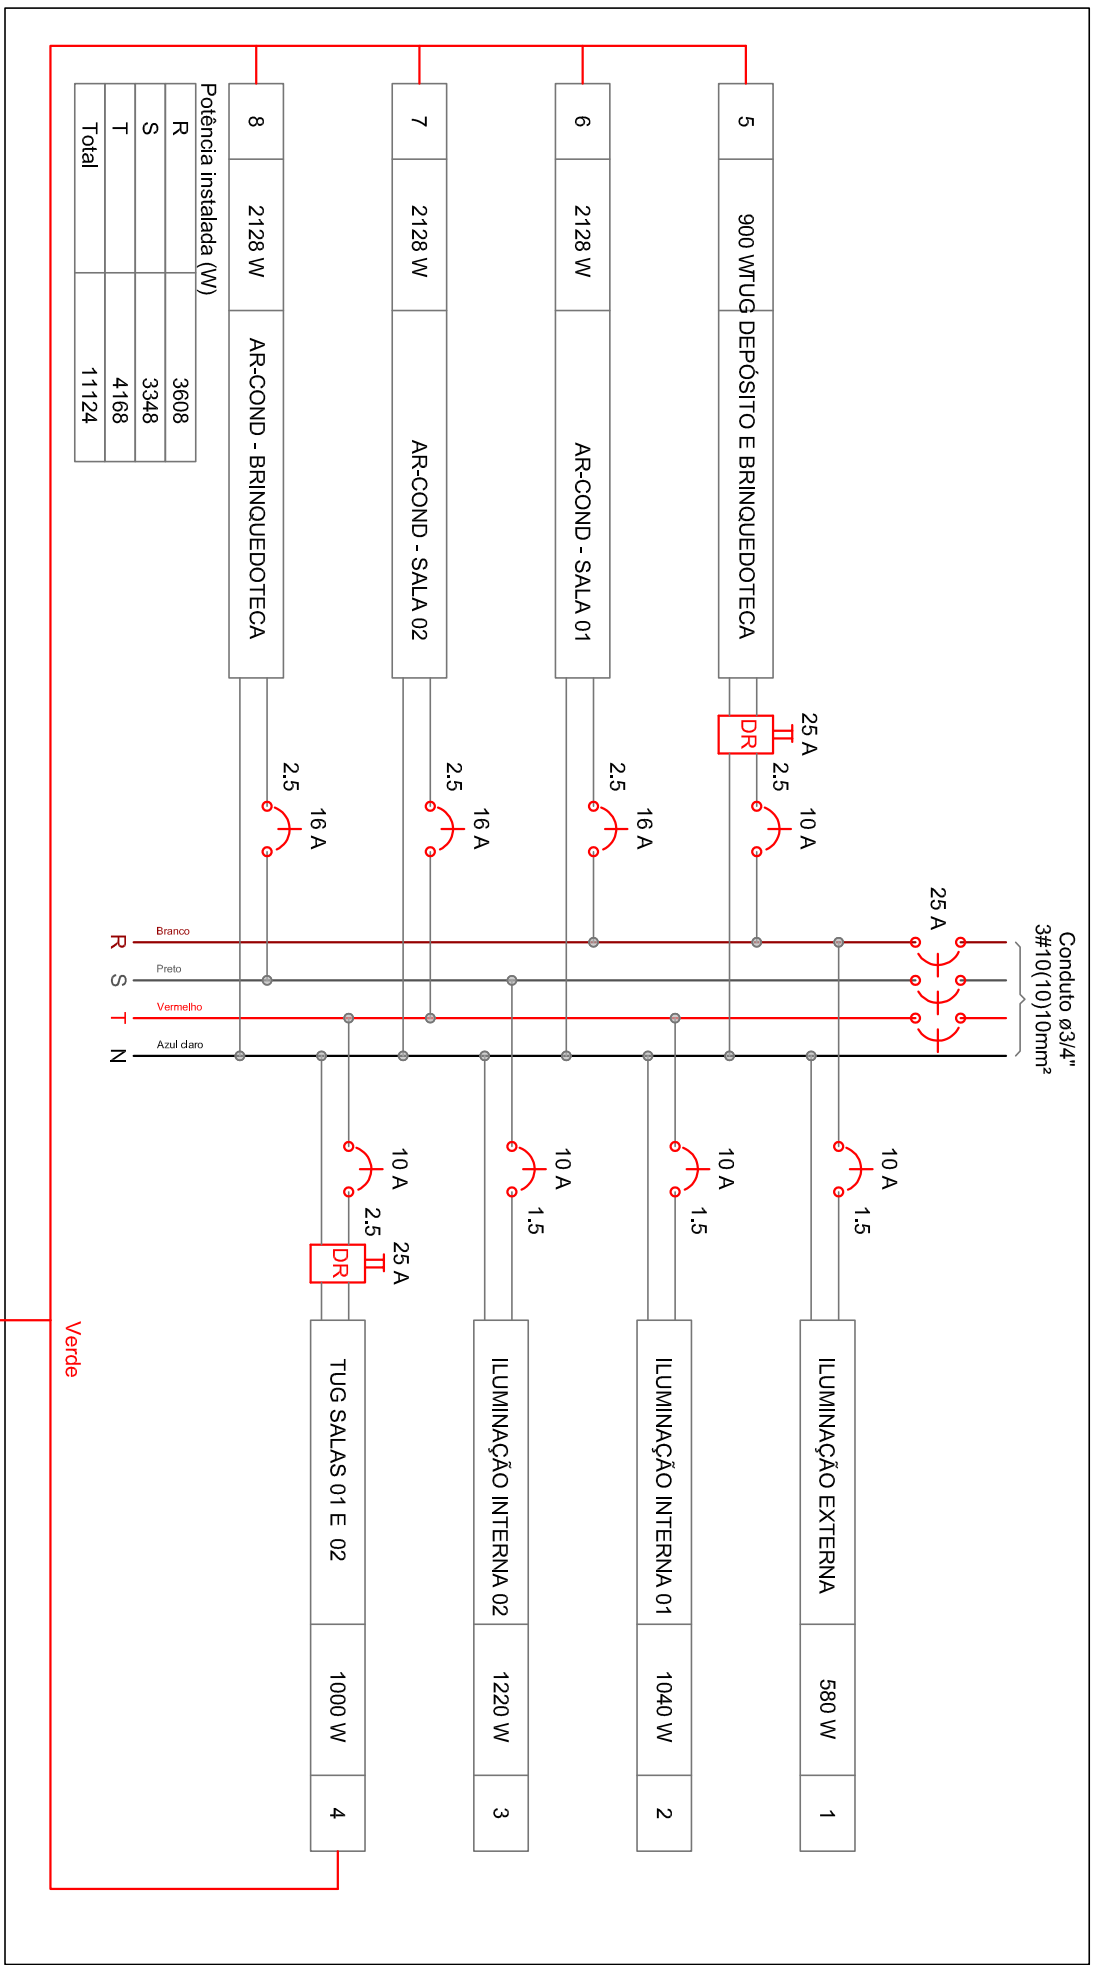 Conduto ø3/4"
3#10(10)10mm²
25 A
5
900 W
TUG DEPÓSITO E BRINQUEDOTECA
DR
25 A
2.5
10 A
10 A
1.5
ILUMINAÇÃO EXTERNA
580 W
1
6
2128 W
AR-COND - SALA 01
2.5
16 A
10 A
1.5
ILUMINAÇÃO INTERNA 01
1040 W
2
7
2128 W
AR-COND - SALA 02
2.5
16 A
10 A
1.5
ILUMINAÇÃO INTERNA 02
1220 W
3
8
2128 W
AR-COND - BRINQUEDOTECA
2.5
16 A
10 A
2.5
DR
25 A
TUG SALAS 01 E 02
1000 W
4
R
Branco
S
Preto
T
Vermelho
N
Azul claro
Potência instalada (W)
R 3608
S 3348
T 4168
Total 11124
Verde